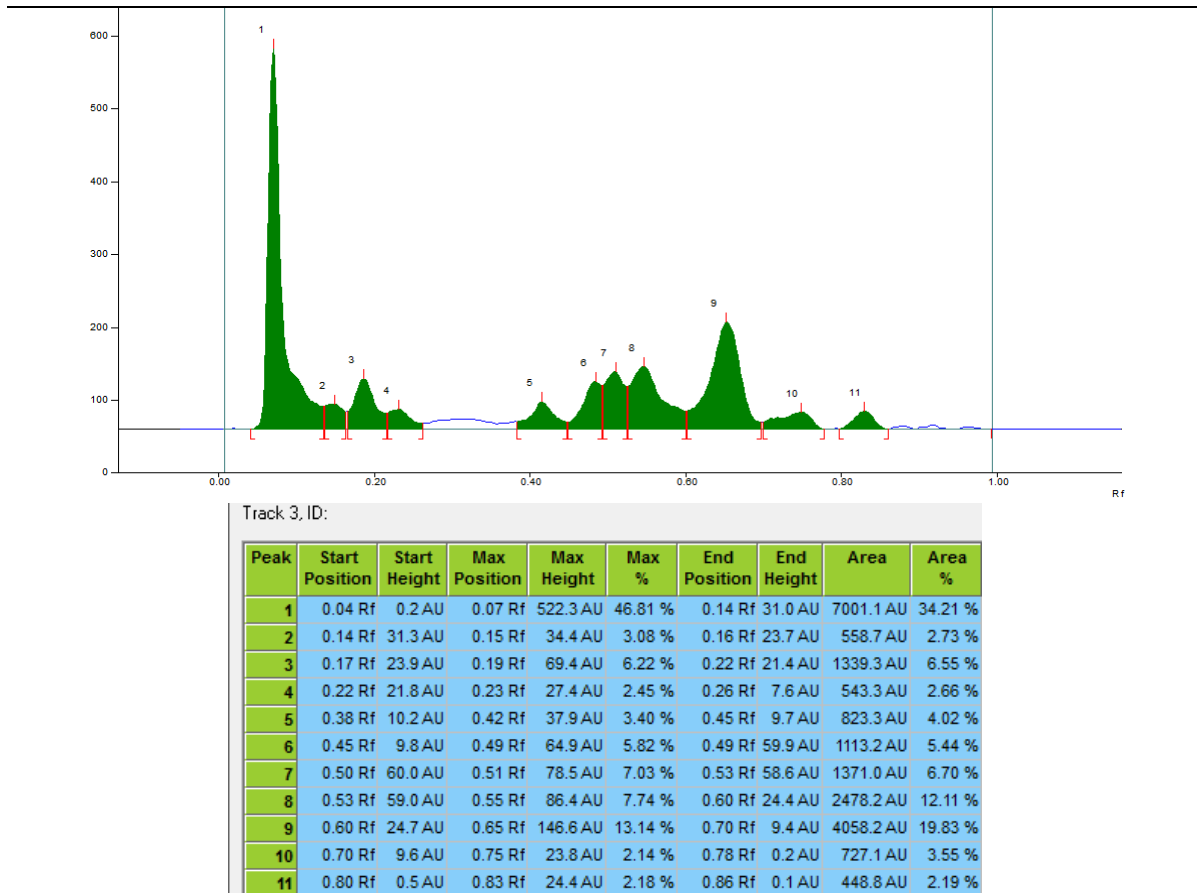 600
500
400
300
200
100
0
1
2
3
4
5
6
7
8
9
10
11
0.00 0.20 0.40 0.60 0.80 1.00
Rf
Track 3, ID:
Peak Start Position Start Height Max Position Max Height Max % End Position End Height Area Area %
1 0.04 Rf 0.2 AU 0.07 Rf 522.3 AU 46.81 % 0.14 Rf 31.0 AU 7001.1 AU 34.21 %
2 0.14 Rf 31.3 AU 0.15 Rf 34.4 AU 3.08 % 0.16 Rf 23.7 AU 558.7 AU 2.73 %
3 0.17 Rf 23.9 AU 0.19 Rf 69.4 AU 6.22 % 0.22 Rf 21.4 AU 1339.3 AU 6.55 %
4 0.22 Rf 21.8 AU 0.23 Rf 27.4 AU 2.45 % 0.26 Rf 7.6 AU 543.3 AU 2.66 %
5 0.38 Rf 10.2 AU 0.42 Rf 37.9 AU 3.40 % 0.45 Rf 9.7 AU 823.3 AU 4.02 %
6 0.45 Rf 9.8 AU 0.49 Rf 64.9 AU 5.82 % 0.49 Rf 59.9 AU 1113.2 AU 5.44 %
7 0.50 Rf 60.0 AU 0.51 Rf 78.5 AU 7.03 % 0.53 Rf 58.6 AU 1371.0 AU 6.70 %
8 0.53 Rf 59.0 AU 0.55 Rf 86.4 AU 7.74 % 0.60 Rf 24.4 AU 2478.2 AU 12.11 %
9 0.60 Rf 24.7 AU 0.65 Rf 146.6 AU 13.14 % 0.70 Rf 9.4 AU 4058.2 AU 19.83 %
10 0.70 Rf 9.6 AU 0.75 Rf 23.8 AU 2.14 % 0.78 Rf 0.2 AU 727.1 AU 3.55 %
11 0.80 Rf 0.5 AU 0.83 Rf 24.4 AU 2.18 % 0.86 Rf 0.1 AU 448.8 AU 2.19 %